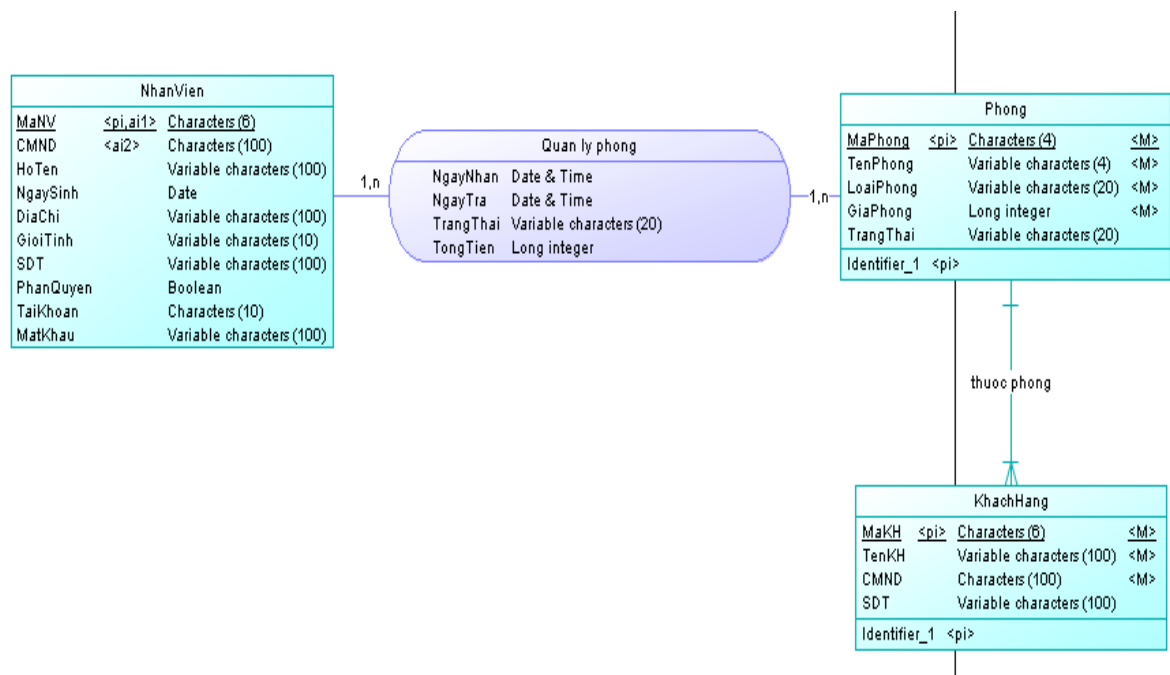 NhanVien
MaNV <pi,ai1> Characters (6)
CMND <ai2> Characters (100)
HoTen Variable characters (100)
NgaySinh Date
DiaChi Variable characters (100)
GioiTinh Variable characters (10)
SDT Variable characters (100)
PhanQuyen Boolean
TaiKhoan Characters (10)
MatKhau Variable characters (100)
1,n
Quan ly phong
NgayNhan Date & Time
NgayTra Date & Time
TrangThai Variable characters (20)
TongTien Long integer
1,n
Phong
MaPhong <pi> Characters (4) <M>
TenPhong Variable characters (4) <M>
LoaiPhong Variable characters (20) <M>
GiaPhong Long integer <M>
TrangThai Variable characters (20)
Identifier_1 <pi>
thuoc phong
KhachHang
MaKH <pi> Characters (6) <M>
TenKH Variable characters (100) <M>
CMND Characters (100) <M>
SDT Variable characters (100)
Identifier_1 <pi>